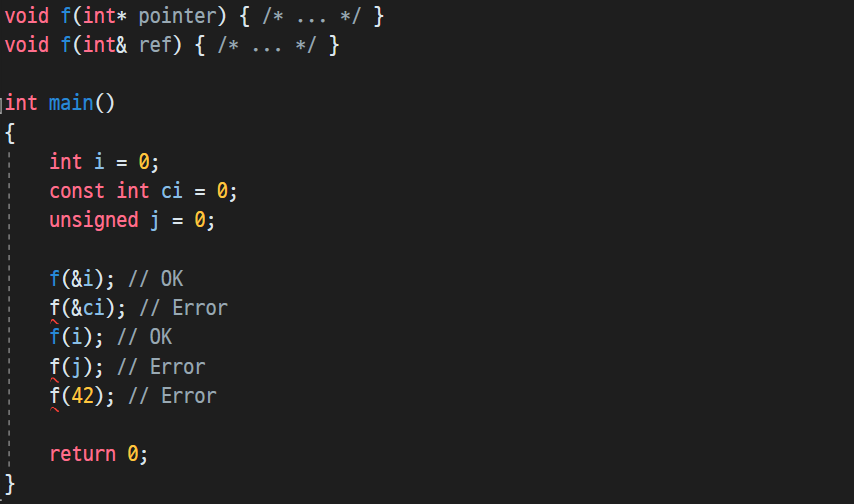 void f(int* pointer) { /* ... */ }
void f(int& ref) { /* ... */ }
int main()
{
int i = 0;
const int ci = 0;
unsigned j = 0;
f(&i); // OK
f(&ci); // Error
f(i); // OK
f(j); // Error
f(42); // Error
return 0;
}